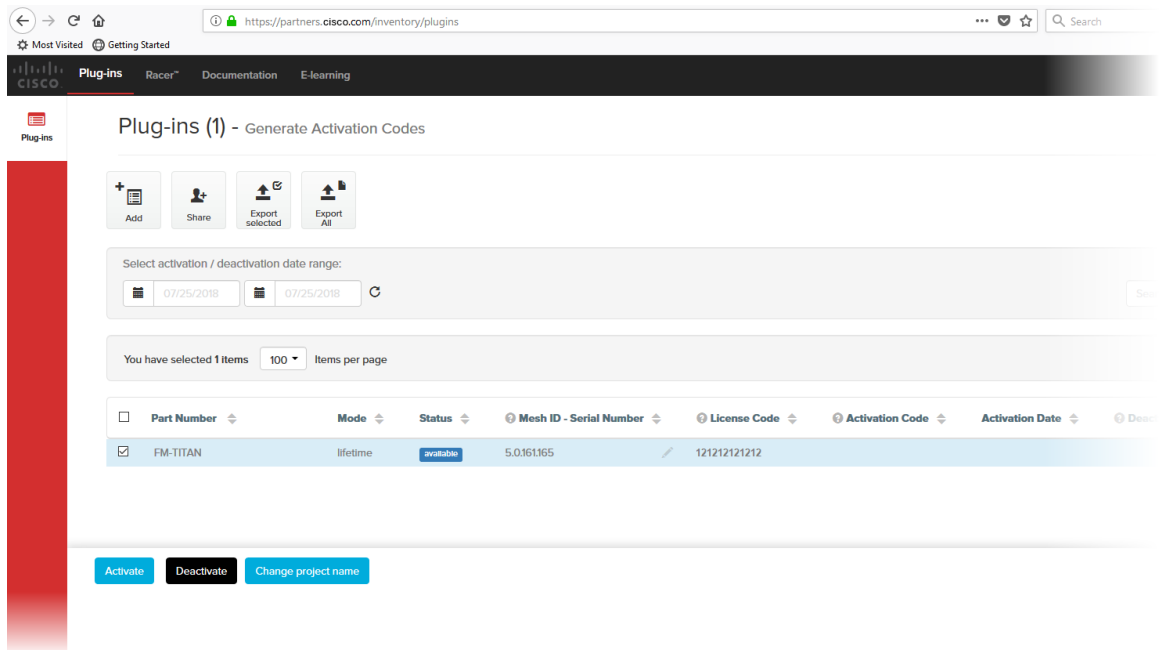 https://partners.cisco.com/inventory/plugins
Search
Most Visited Getting Started
CISCO
Plug-ins Racer™ Documentation E-learning
Plug-ins
Plug-ins (1) - Generate Activation Codes
Add Share Export selected Export All
Select activation / deactivation date range:
07/25/2018 07/25/2018
You have selected 1 items 100 Items per page
Part Number Mode Status Mesh ID - Serial Number License Code Activation Code Activation Date
FM-TITAN lifetime available 5.0.161.165 121212121212
Activate Deactivate Change project name